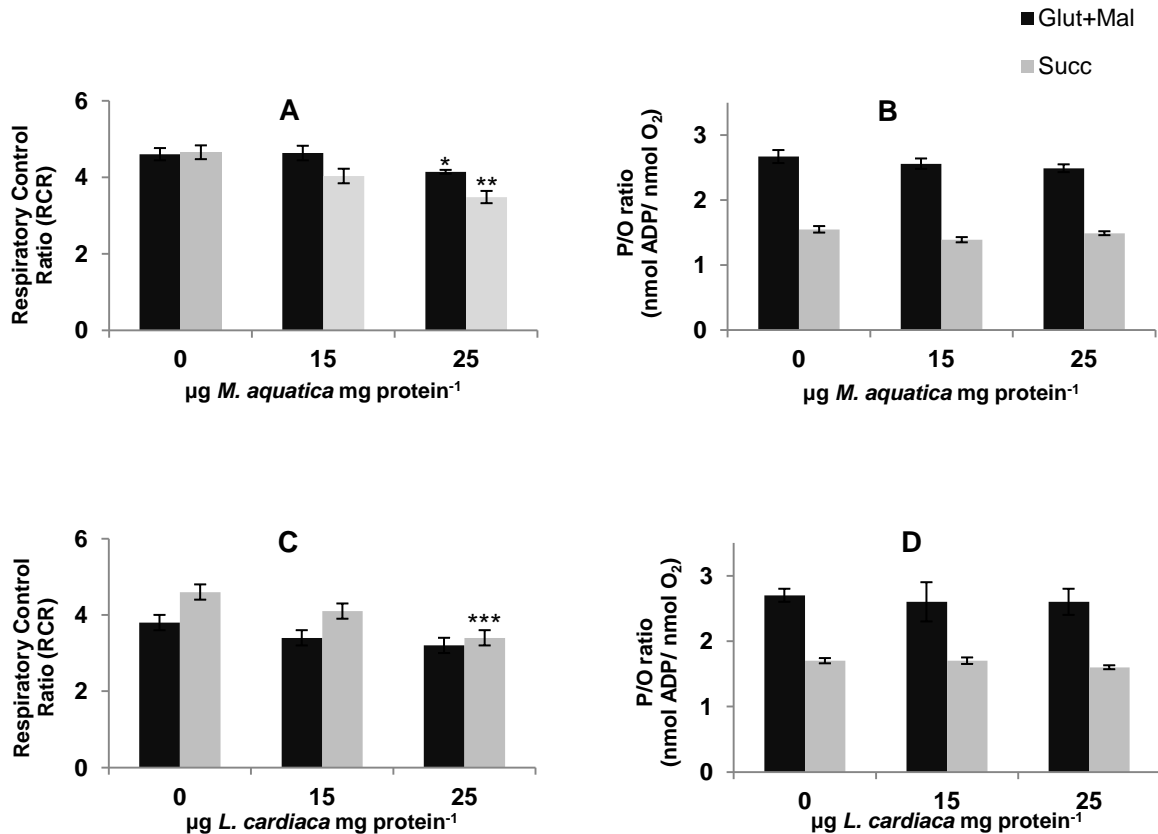 Glut+Mal
Succ
A
Respiratory Control
Ratio (RCR)
6
4
2
0
*
**
0 15 25
µg M. aquatica mg protein-1
B
P/O ratio
(nmol ADP/ nmol O2)
3
2
1
0
0 15 25
µg M. aquatica mg protein-1
C
Respiratory Control
Ratio (RCR)
6
4
2
0
***
0 15 25
µg L. cardiaca mg protein-1
D
P/O ratio
(nmol ADP/ nmol O2)
3
2
1
0
0 15 25
µg L. cardiaca mg protein-1